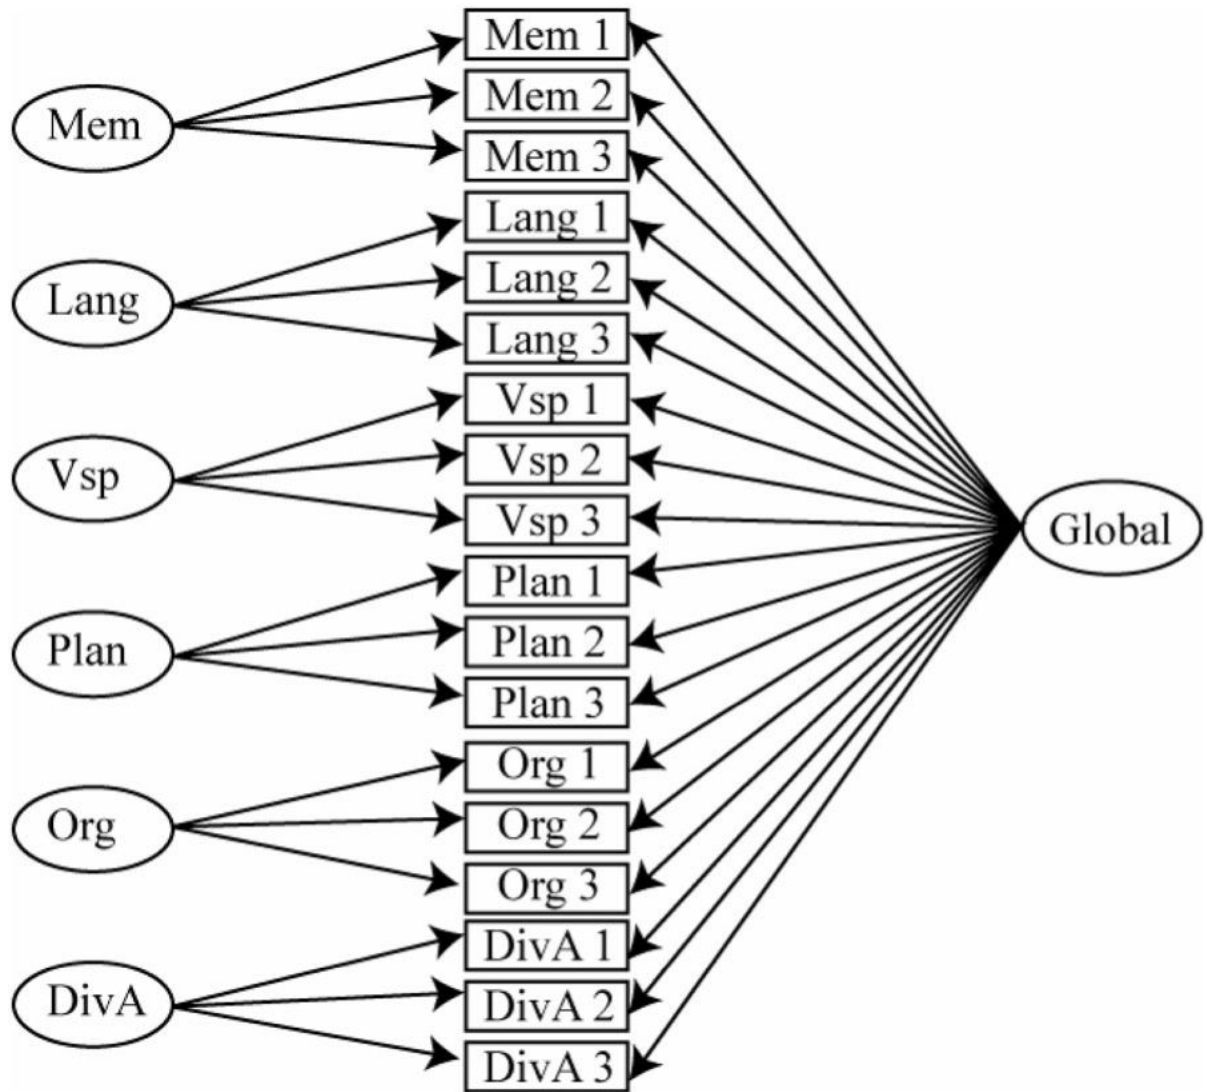 Mem 1
Mem 2
Mem
Mem 3
Lang 1
Lang 2
Lang
Lang 3
Vsp 1
Vsp 2
Vsp
Vsp 3
Global
Plan 1
Plan 2
Plan
Plan 3
Org 1
Org 2
Org
Org 3
DivA 1
DivA 2
DivA
DivA 3